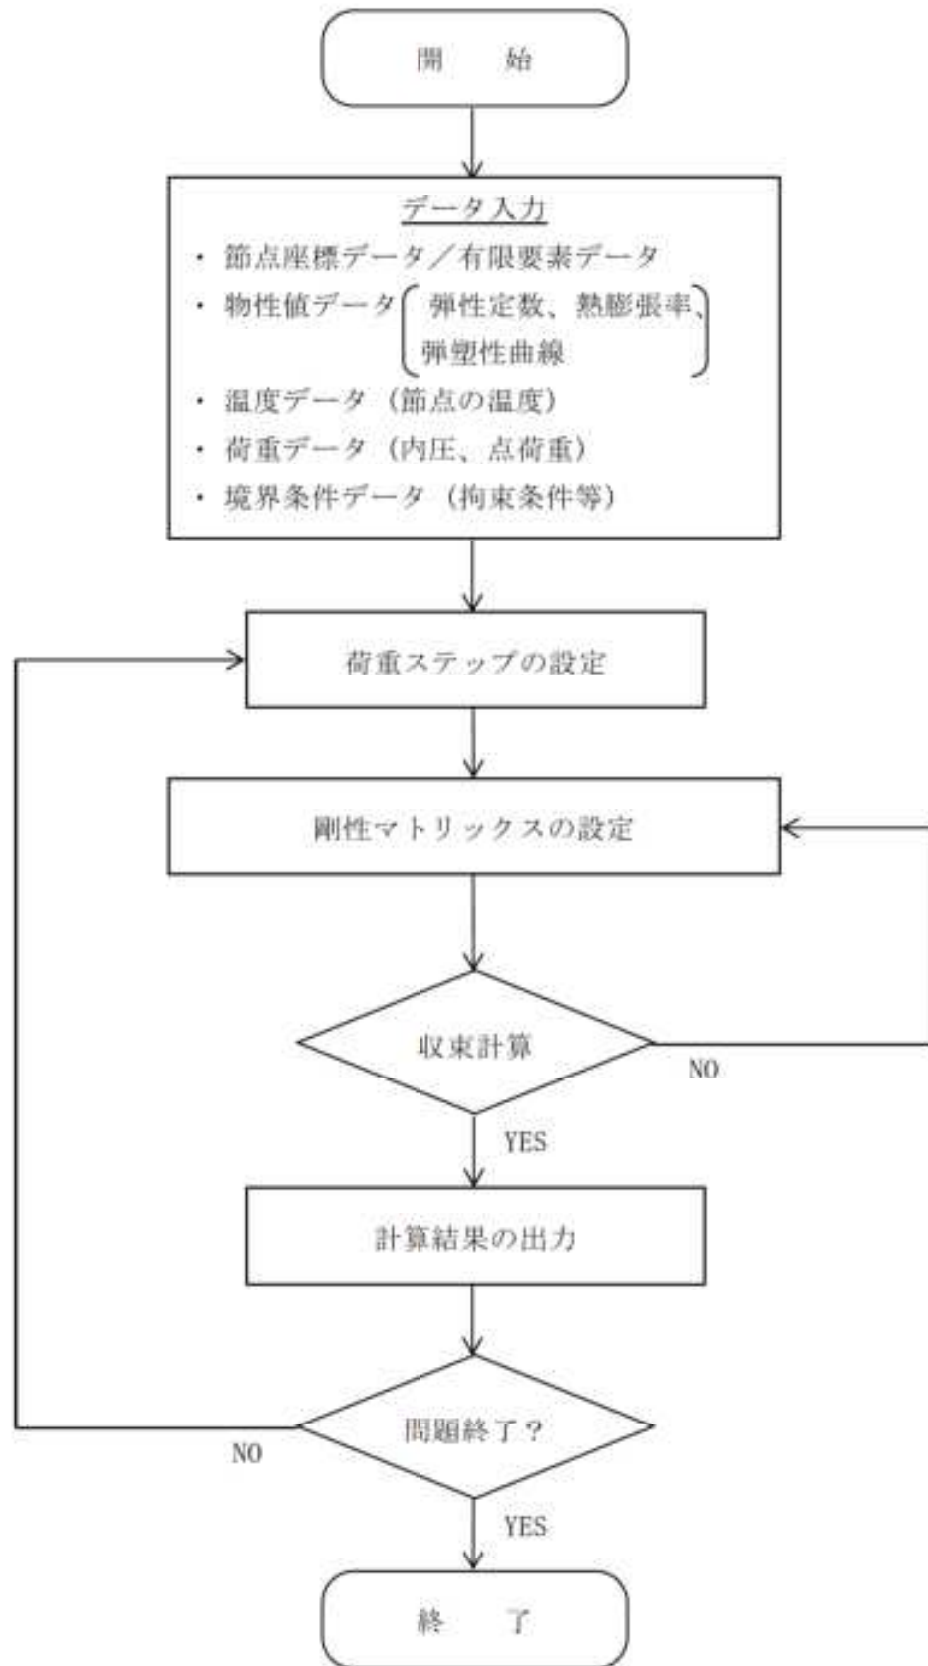 開　始
データ入力
・ 節点座標データ／有限要素データ
・ 物性値データ 弾性定数、熱膨張率、
弾塑性曲線
・ 温度データ (節点の温度)
・ 荷重データ (内圧、点荷重)
・ 境界条件データ (拘束条件等)
荷重ステップの設定
剛性マトリックスの設定
収束計算
NO
YES
計算結果の出力
問題終了？
NO
YES
終　了